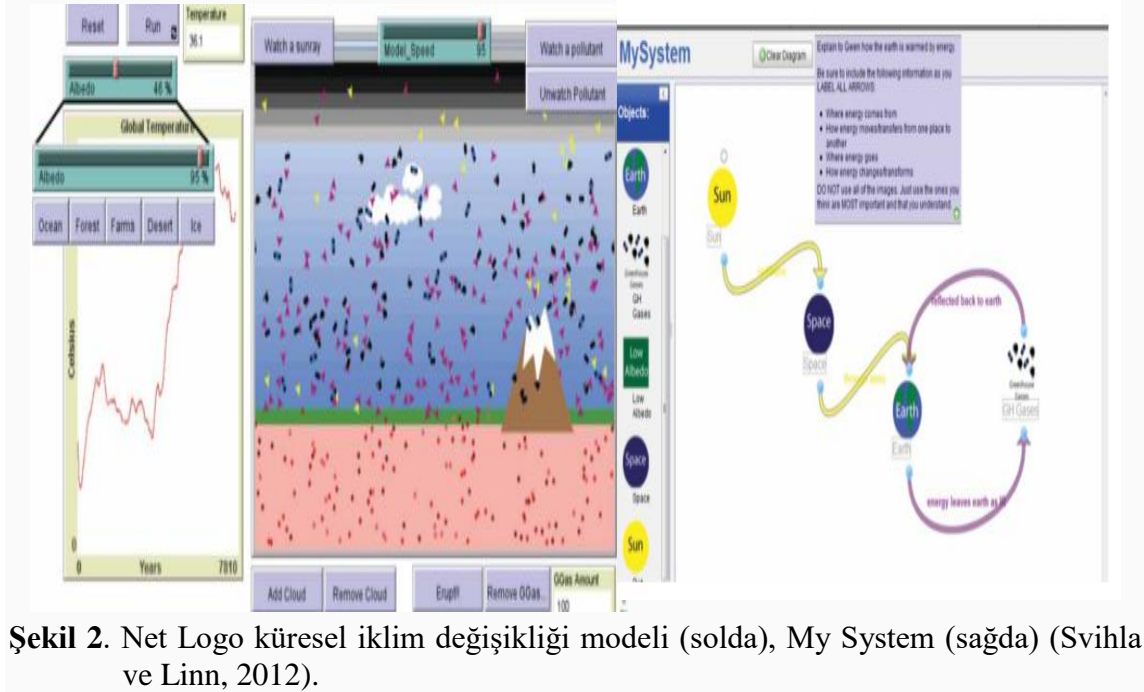 Reset
Run
Temperature
36.1
Albedo
46 %
Global Temperature
Albedo
95 %
Ocean
Forest
Farms
Desert
Ice
Celsius
0
0
Years
7010
Watch a sunray
Model_Speed
95
Watch a pollutant
Unwatch Pollutant
Add Cloud
Remove Cloud
Erupt!!
Remove GGas...
GGas Amount
100
MySystem
Clear Diagram
Explain to Gwen how the earth is warmed by energy
Be sure to include the following information as you
LABEL ALL ARROWS:
• Where energy comes from
• How energy moves/transfers from one place to
another
• Where energy goes
• How energy changes/transforms
DO NOT use all of the images. Just use the ones you
think are MOST important and that you understand.
Objects:
Earth
Earth
Greenhouse
Gases
GH
Gases
Low
Albedo
Low
Albedo
Space
Space
Sun
Sun
Sun
Space
Space
Earth
Earth
reflected back to earth
Greenhouse
Gases
GH Gases
energy leaves earth as IR
Şekil 2. Net Logo küresel iklim değişikliği modeli (solda), My System (sağda) (Svihla
ve Linn, 2012).